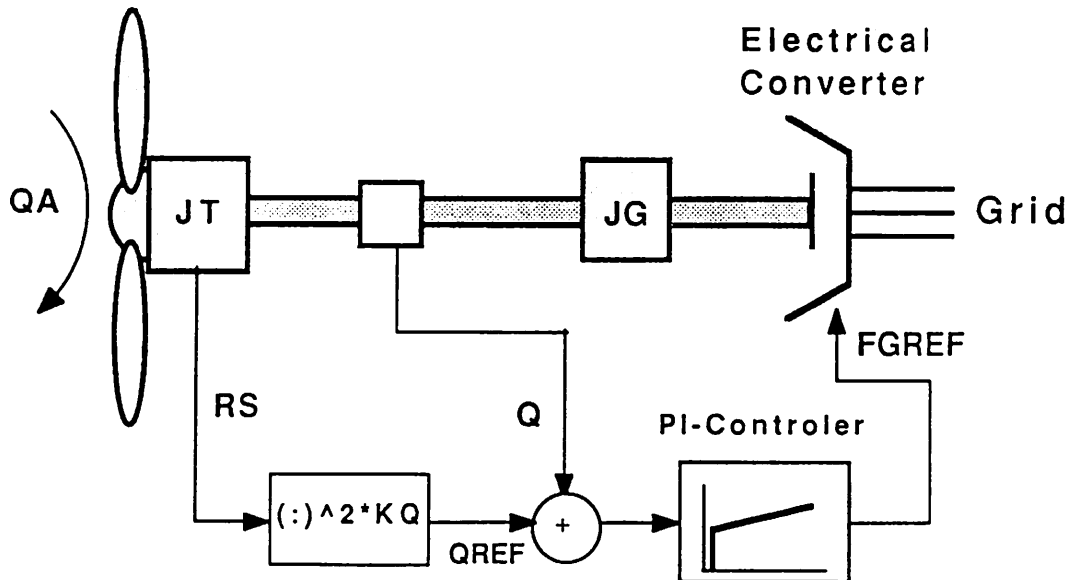 Electrical
Converter
QA
JT
JG
Grid
FGREF
RS
Q
PI-Controler
(:)^2*KQ
+
QREF